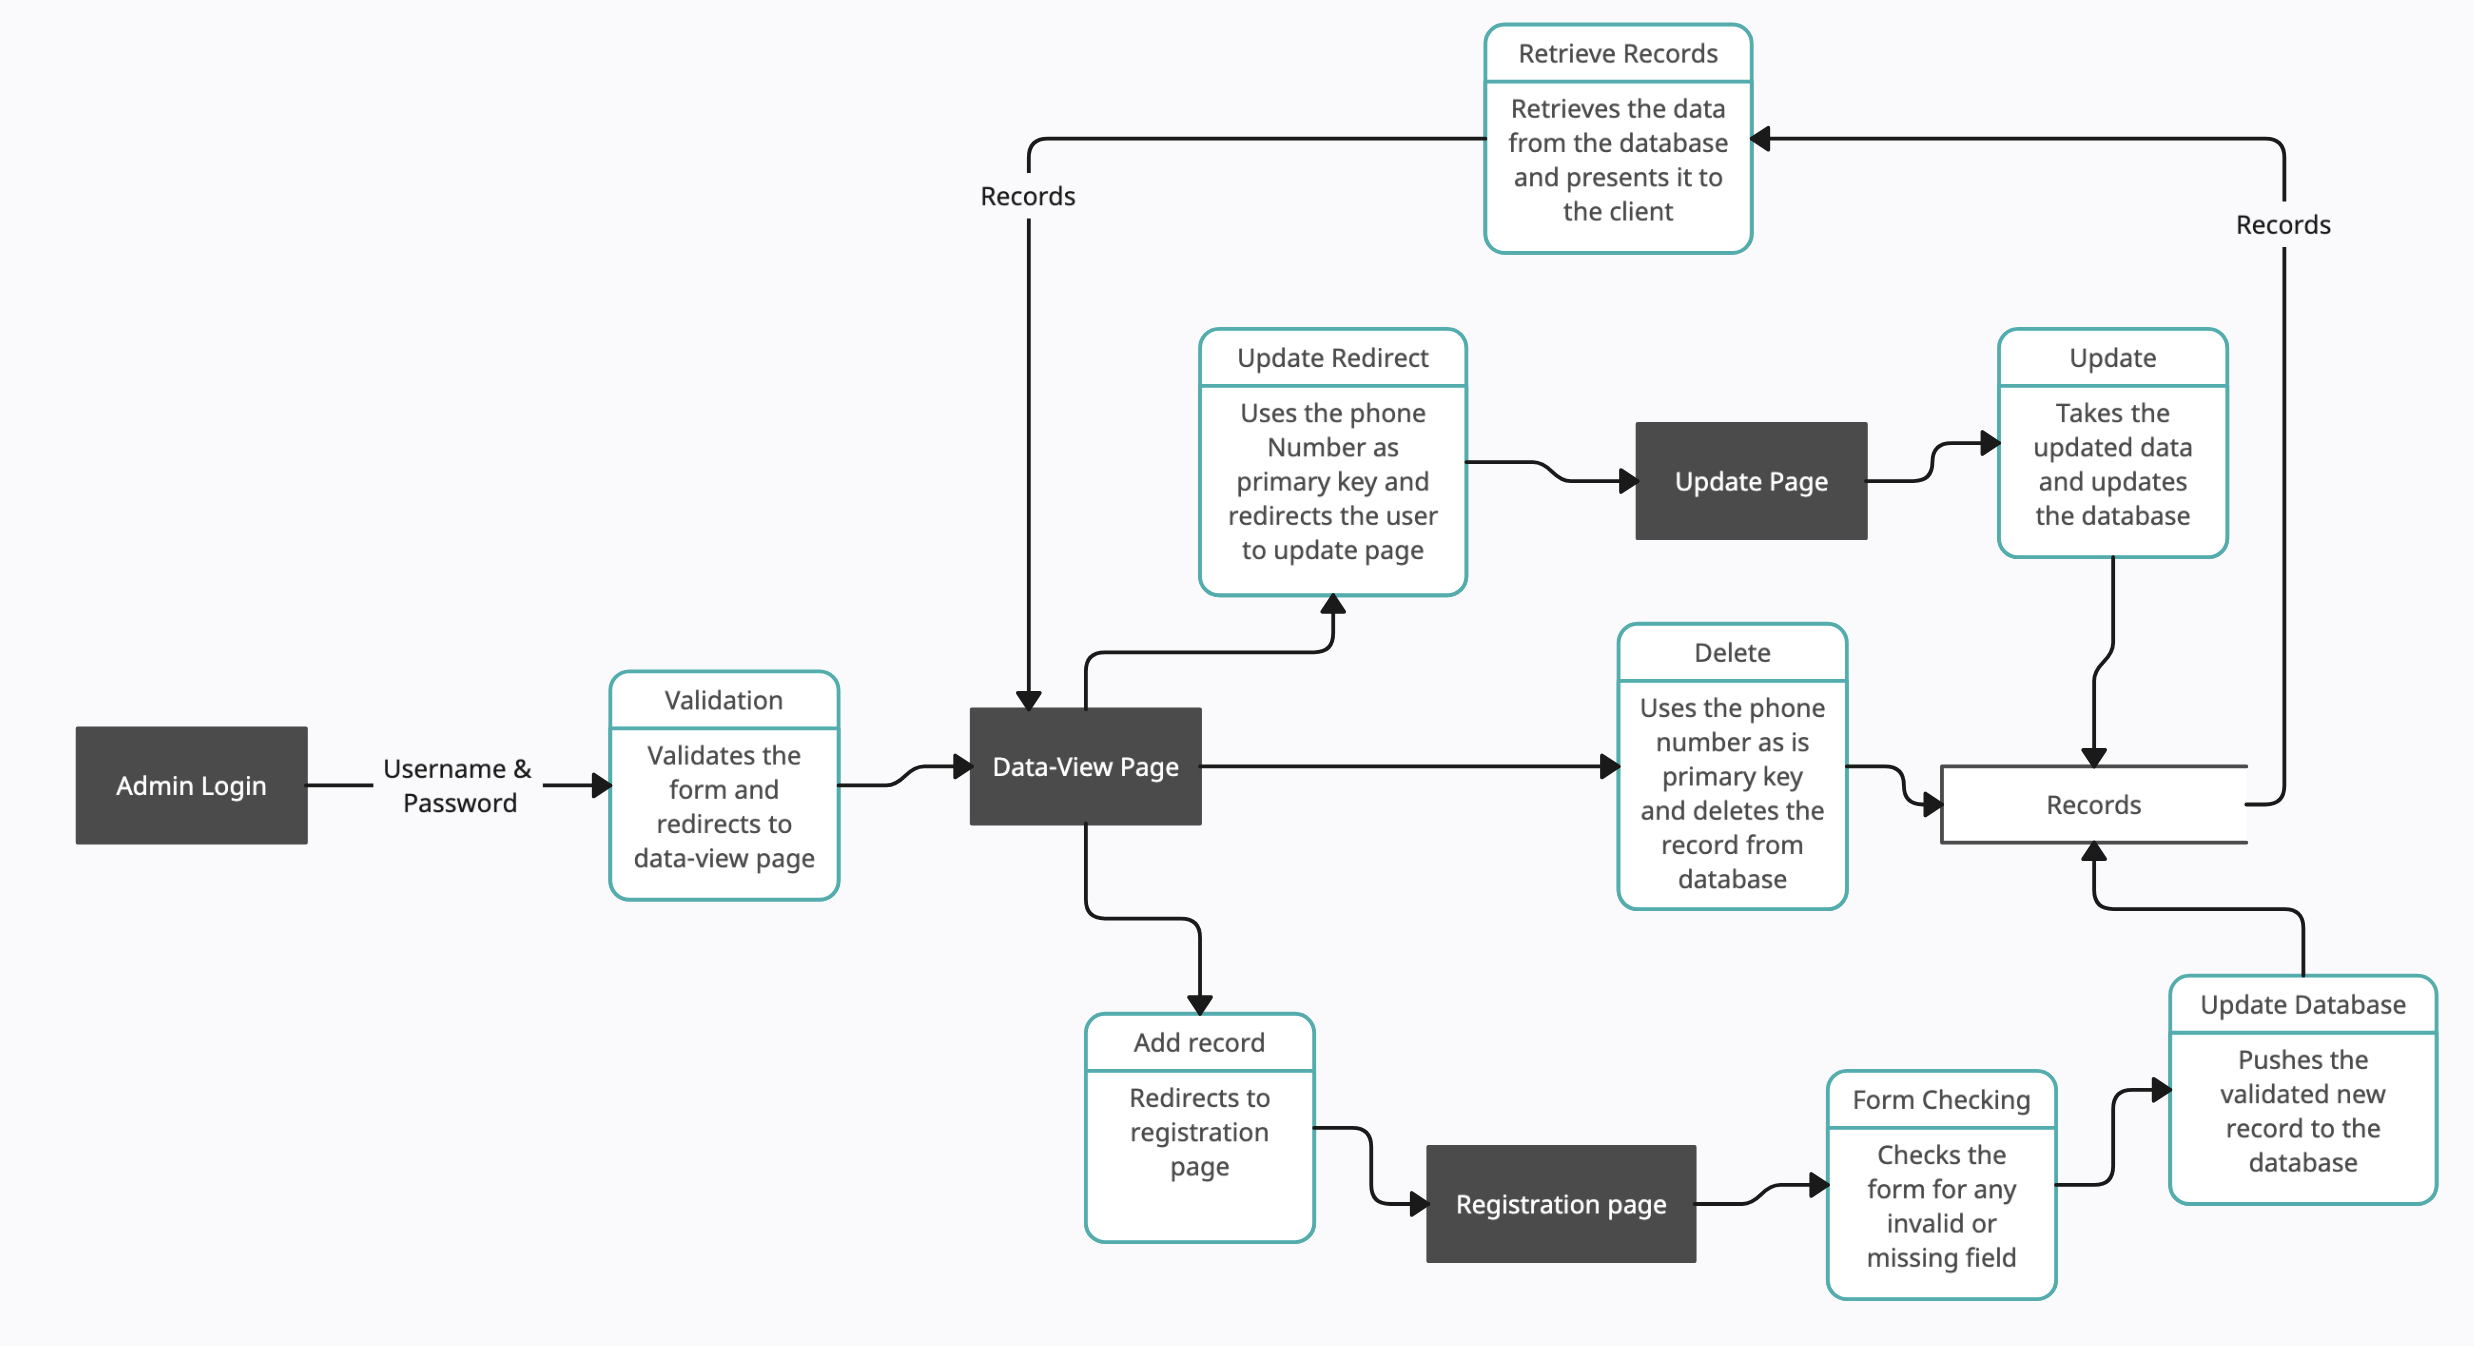 Retrieve Records
Retrieves the data
from the database
and presents it to
the client
Records
Records
Update Redirect
Uses the phone
Number as
primary key and
redirects the user
to update page
Update Page
Update
Takes the
updated data
and updates
the database
Delete
Uses the phone
number as is
primary key
and deletes the
record from
database
Validation
Validates the
form and
redirects to
data-view page
Admin Login
Username &
Password
Data-View Page
Records
Add record
Redirects to
registration
page
Registration page
Form Checking
Checks the
form for any
invalid or
missing field
Update Database
Pushes the
validated new
record to the
database